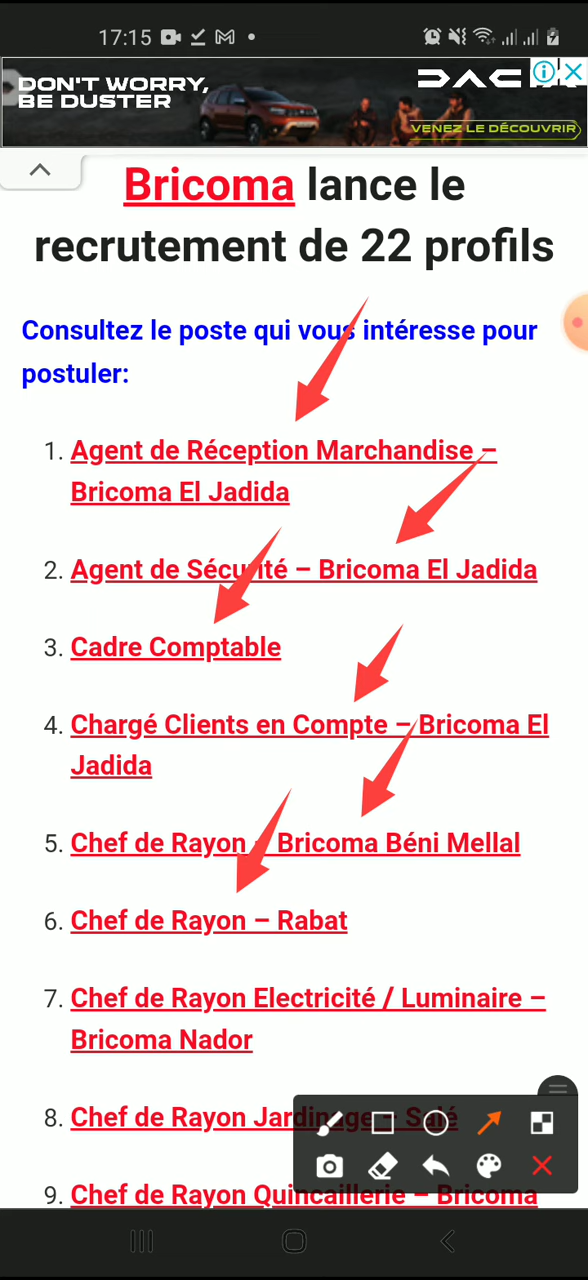 17:15
DON'T WORRY,
BE DUSTER
VENEZ LE DÉCOUVRIR
Bricoma lance le
recrutement de 22 profils
Consultez le poste qui vous intéresse pour
postuler:
1. Agent de Réception Marchandise –
Bricoma El Jadida
2. Agent de Sécurité – Bricoma El Jadida
3. Cadre Comptable
4. Chargé Clients en Compte – Bricoma El
Jadida
5. Chef de Rayon – Bricoma Béni Mellal
6. Chef de Rayon – Rabat
7. Chef de Rayon Electricité / Luminaire –
Bricoma Nador
8. Chef de Rayon Jardinage – Salé
9. Chef de Rayon Quincaillerie – Bricoma